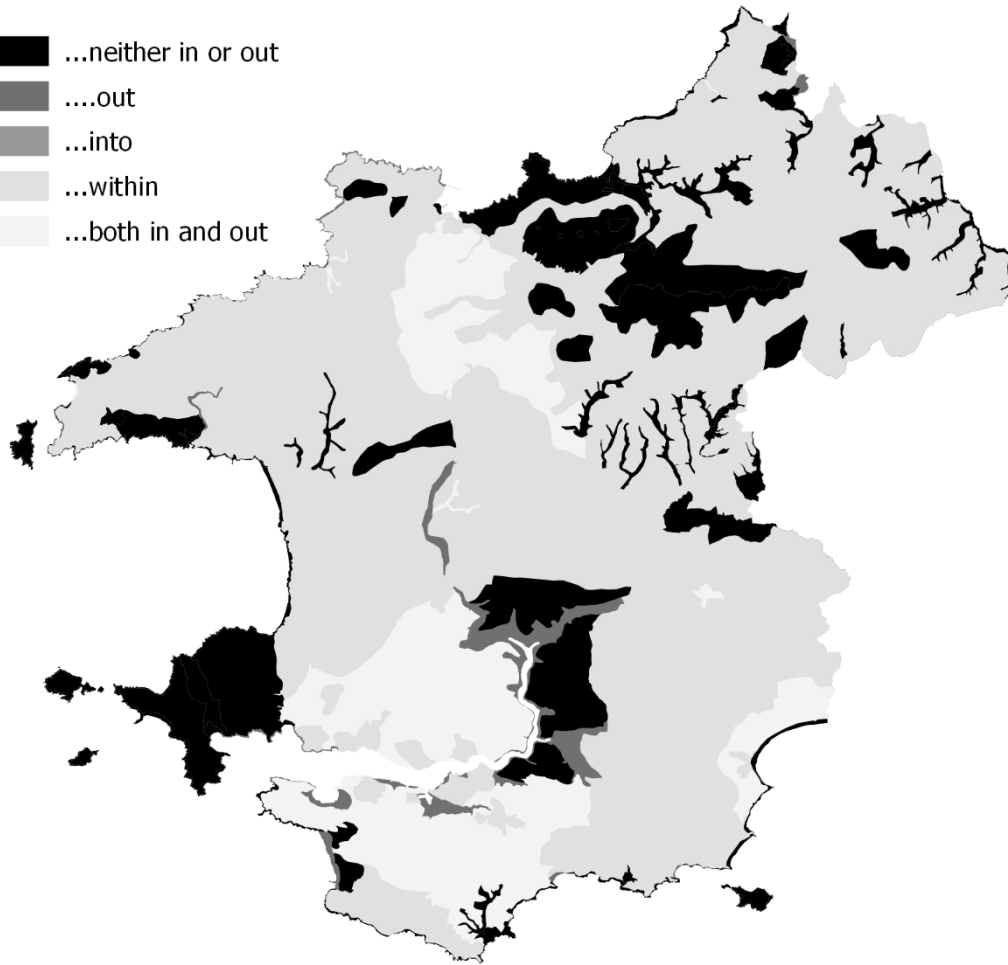 ...neither in or out
....out
...into
...within
...both in and out